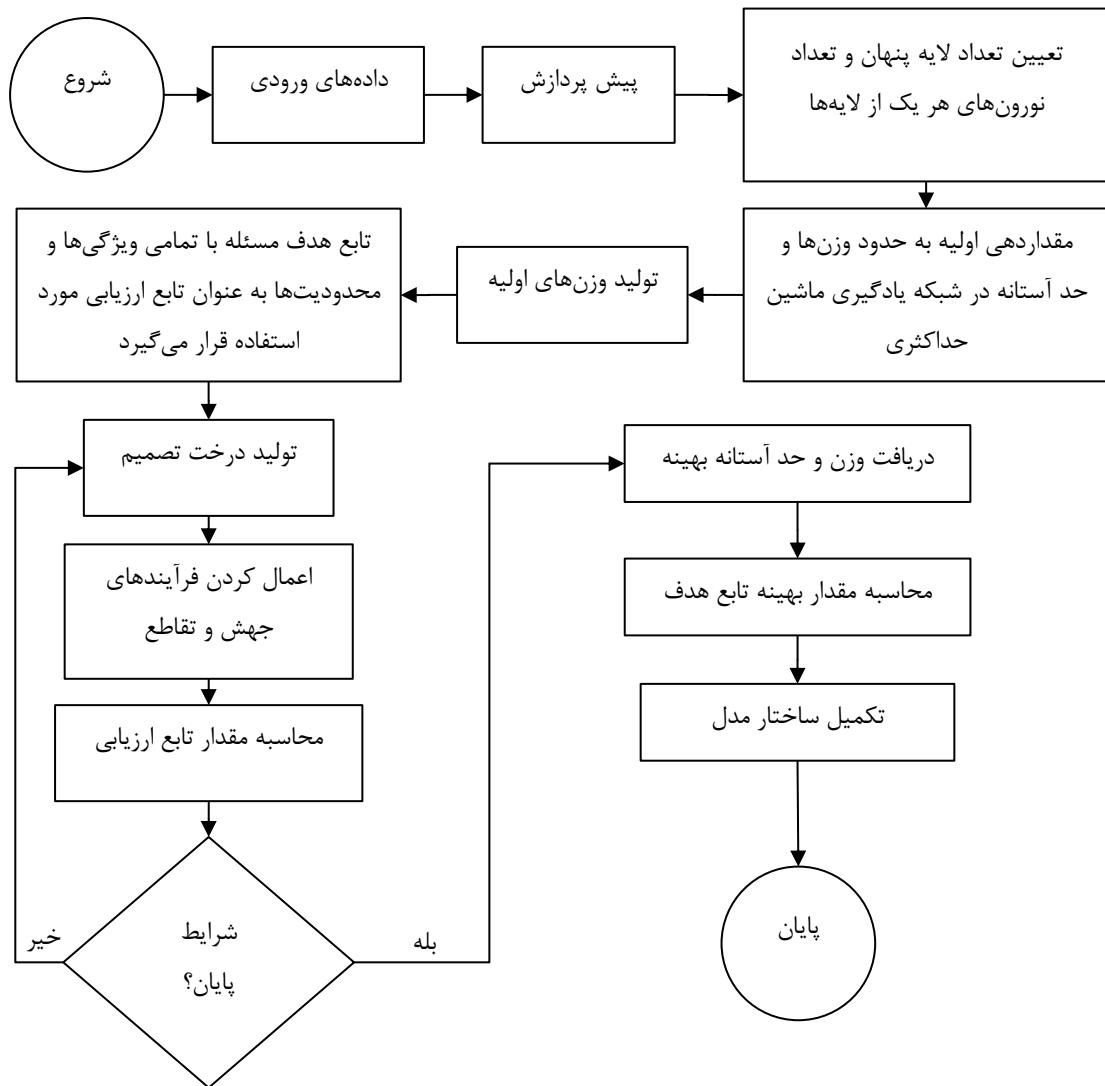 شروع
داده‌های ورودی
پیش پردازش
تعیین تعداد لایه پنهان و تعداد
نورون‌های هر یک از لایه‌ها
مقداردهی اولیه به حدود وزن‌ها و
حد آستانه در شبکه یادگیری ماشین
حداکثری
تولید وزن‌های اولیه
تابع هدف مسئله با تمامی ویژگی‌ها و
محدودیت‌ها به عنوان تابع ارزیابی مورد
استفاده قرار می‌گیرد
تولید درخت تصمیم
اعمال کردن فرآیندهای
جهش و تقاطع
محاسبه مقدار تابع ارزیابی
شرایط
پایان؟
خیر
بله
دریافت وزن و حد آستانه بهینه
محاسبه مقدار بهینه تابع هدف
تکمیل ساختار مدل
پایان